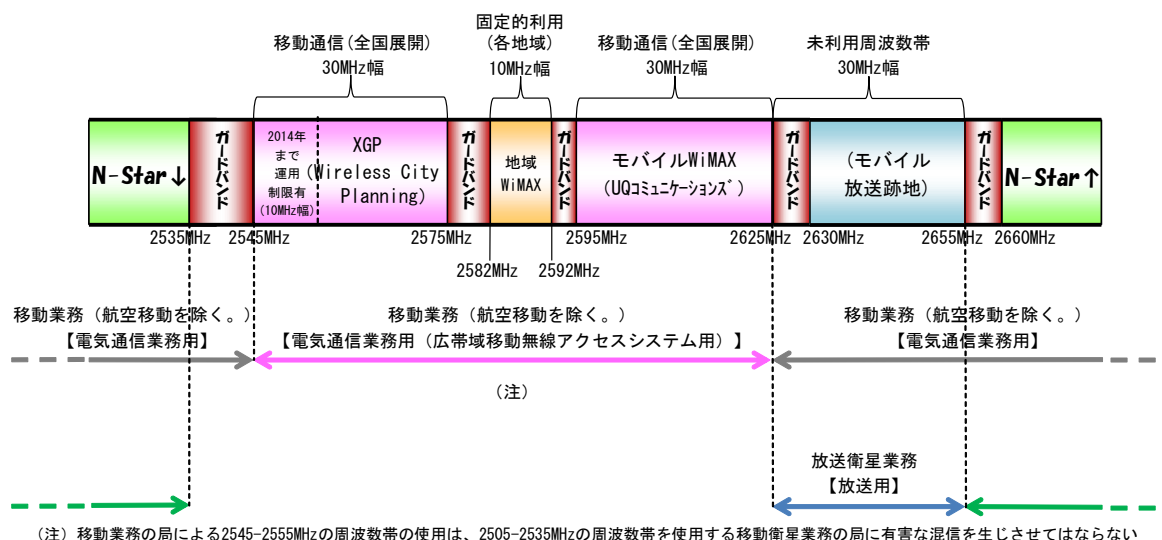 固定的利用
移動通信(全国展開) (各地域) 移動通信(全国展開) 未利用周波数帯
30MHz幅 10MHz幅 30MHz幅 30MHz幅
N-Star↓
ガードバンド
2014年
まで
運用
制限有
(10MHz幅)
XGP
(Wireless City
Planning)
ガードバンド
地域
WiMAX
ガードバンド
モバイルWiMAX
(UQコミュニケーションズ)
ガードバンド
(モバイル
放送跡地)
ガードバンド
N-Star↑
2535MHz 2545MHz 2575MHz 2595MHz 2625MHz 2630MHz 2655MHz 2660MHz
2582MHz 2592MHz
移動業務(航空移動を除く。) 移動業務(航空移動を除く。) 移動業務(航空移動を除く。)
【電気通信業務用】 【電気通信業務用(広帯域移動無線アクセスシステム用)】 【電気通信業務用】
(注)
放送衛星業務
【放送用】
(注)移動業務の局による2545-2555MHzの周波数帯の使用は、2505-2535MHzの周波数帯を使用する移動衛星業務の局に有害な混信を生じさせてはならない